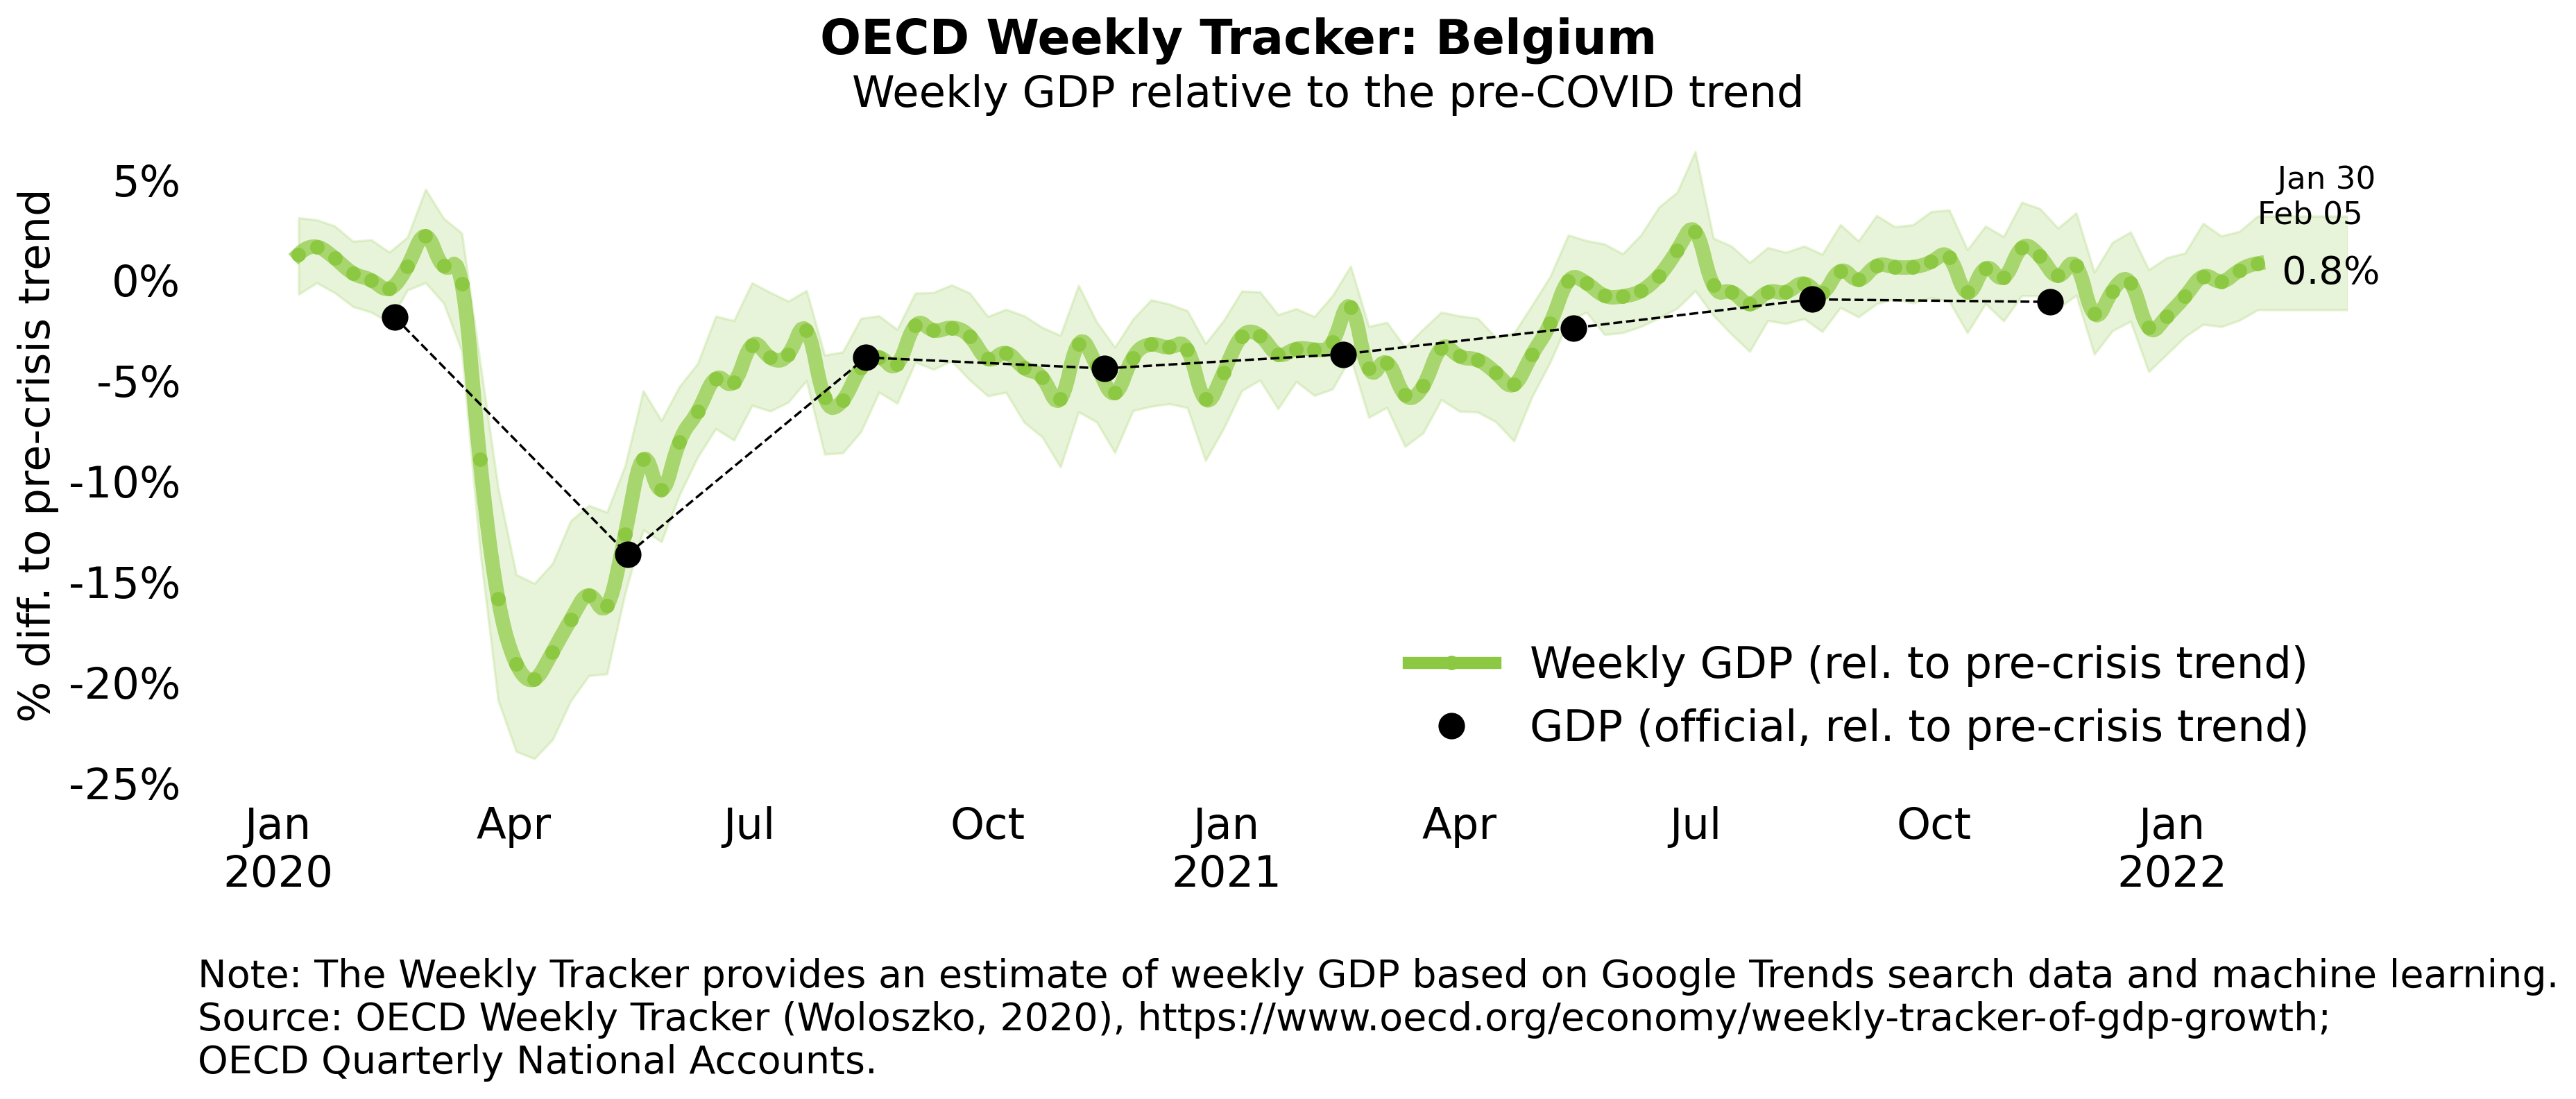 OECD Weekly Tracker: Belgium
Weekly GDP relative to the pre-COVID trend
% diff. to pre-crisis trend
5%
0%
-5%
-10%
-15%
-20%
-25%
Jan 30
Feb 05
0.8%
Weekly GDP (rel. to pre-crisis trend)
GDP (official, rel. to pre-crisis trend)
Jan Apr Jul Oct Jan Apr Jul Oct Jan
2020 2021 2022
Note: The Weekly Tracker provides an estimate of weekly GDP based on Google Trends search data and machine learning.
Source: OECD Weekly Tracker (Woloszko, 2020), https://www.oecd.org/economy/weekly-tracker-of-gdp-growth;
OECD Quarterly National Accounts.